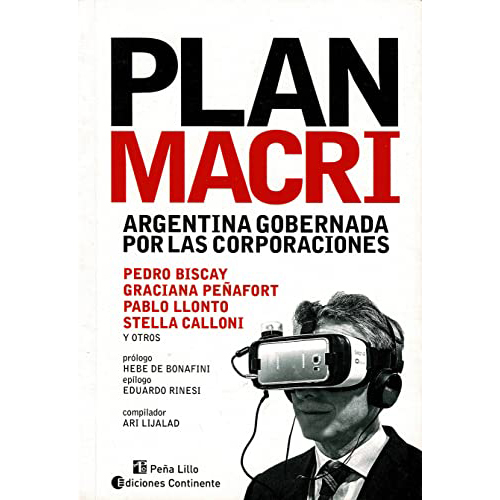 PLAN
MACRI
ARGENTINA GOBERNADA
POR LAS CORPORACIONES
PEDRO BISCAY
GRACIANA PEÑAFORT
PABLO LLONTO
STELLA CALLONI
Y OTROS
prólogo
HEBE DE BONAFINI
epílogo
EDUARDO RINESI
compilador
ARI LIJALAD
Peña Lillo
Ediciones Continente